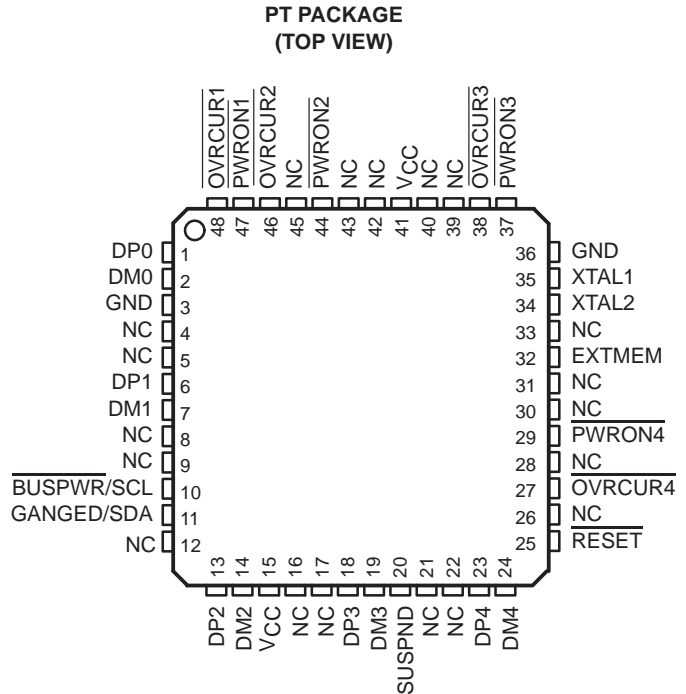 PT PACKAGE
(TOP VIEW)
OVRCUR1
PWRON1
OVRCUR2
NC
PWRON2
NC
NC
VCC
NC
NC
OVRCUR3
PWRON3
48 47 46 45 44 43 42 41 40 39 38 37
DP0 1
DM0 2
GND 3
NC 4
NC 5
DP1 6
DM1 7
NC 8
NC 9
BUSPWR/SCL 10
GANGED/SDA 11
NC 12
36 GND
35 XTAL1
34 XTAL2
33 NC
32 EXTMEM
31 NC
30 NC
29 PWRON4
28 NC
27 OVRCUR4
26 NC
25 RESET
13 14 15 16 17 18 19 20 21 22 23 24
DP2
DM2
VCC
NC
NC
DP3
DM3
SUSPND
NC
NC
DP4
DM4